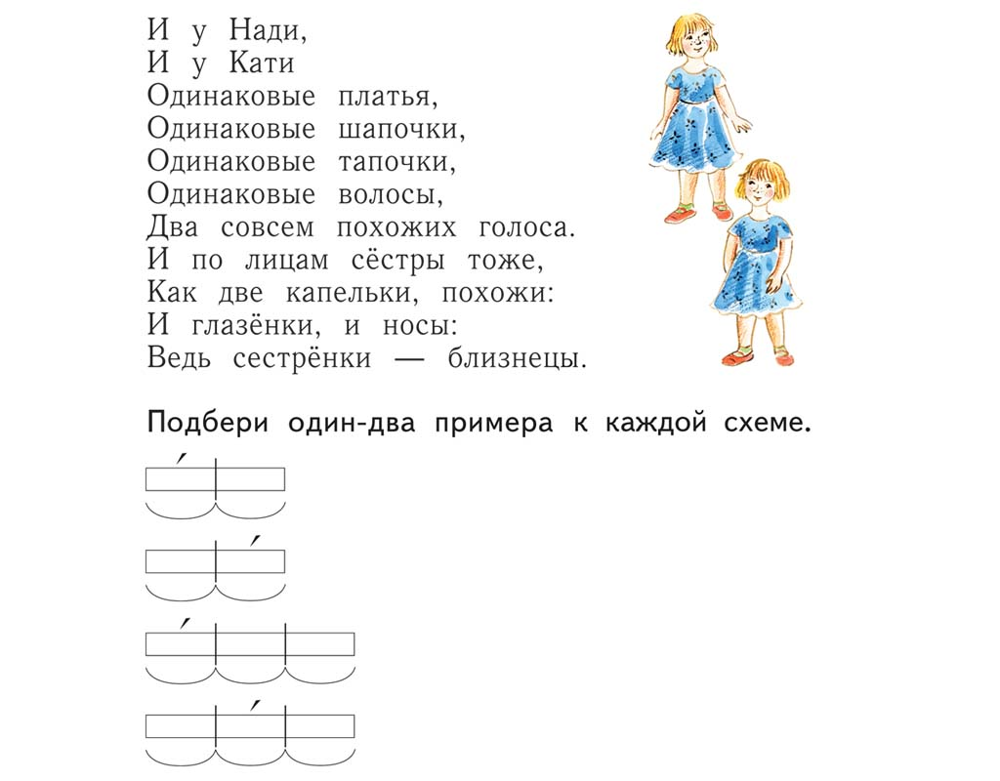 И у Нади,
И у Кати
Одинаковые платья,
Одинаковые шапочки,
Одинаковые тапочки,
Одинаковые волосы,
Два совсем похожих голоса.
И по лицам сёстры тоже,
Как две капельки, похожи:
И глазёнки, и носы:
Ведь сестрёнки — близнецы.
Подбери один-два примера к каждой схеме.